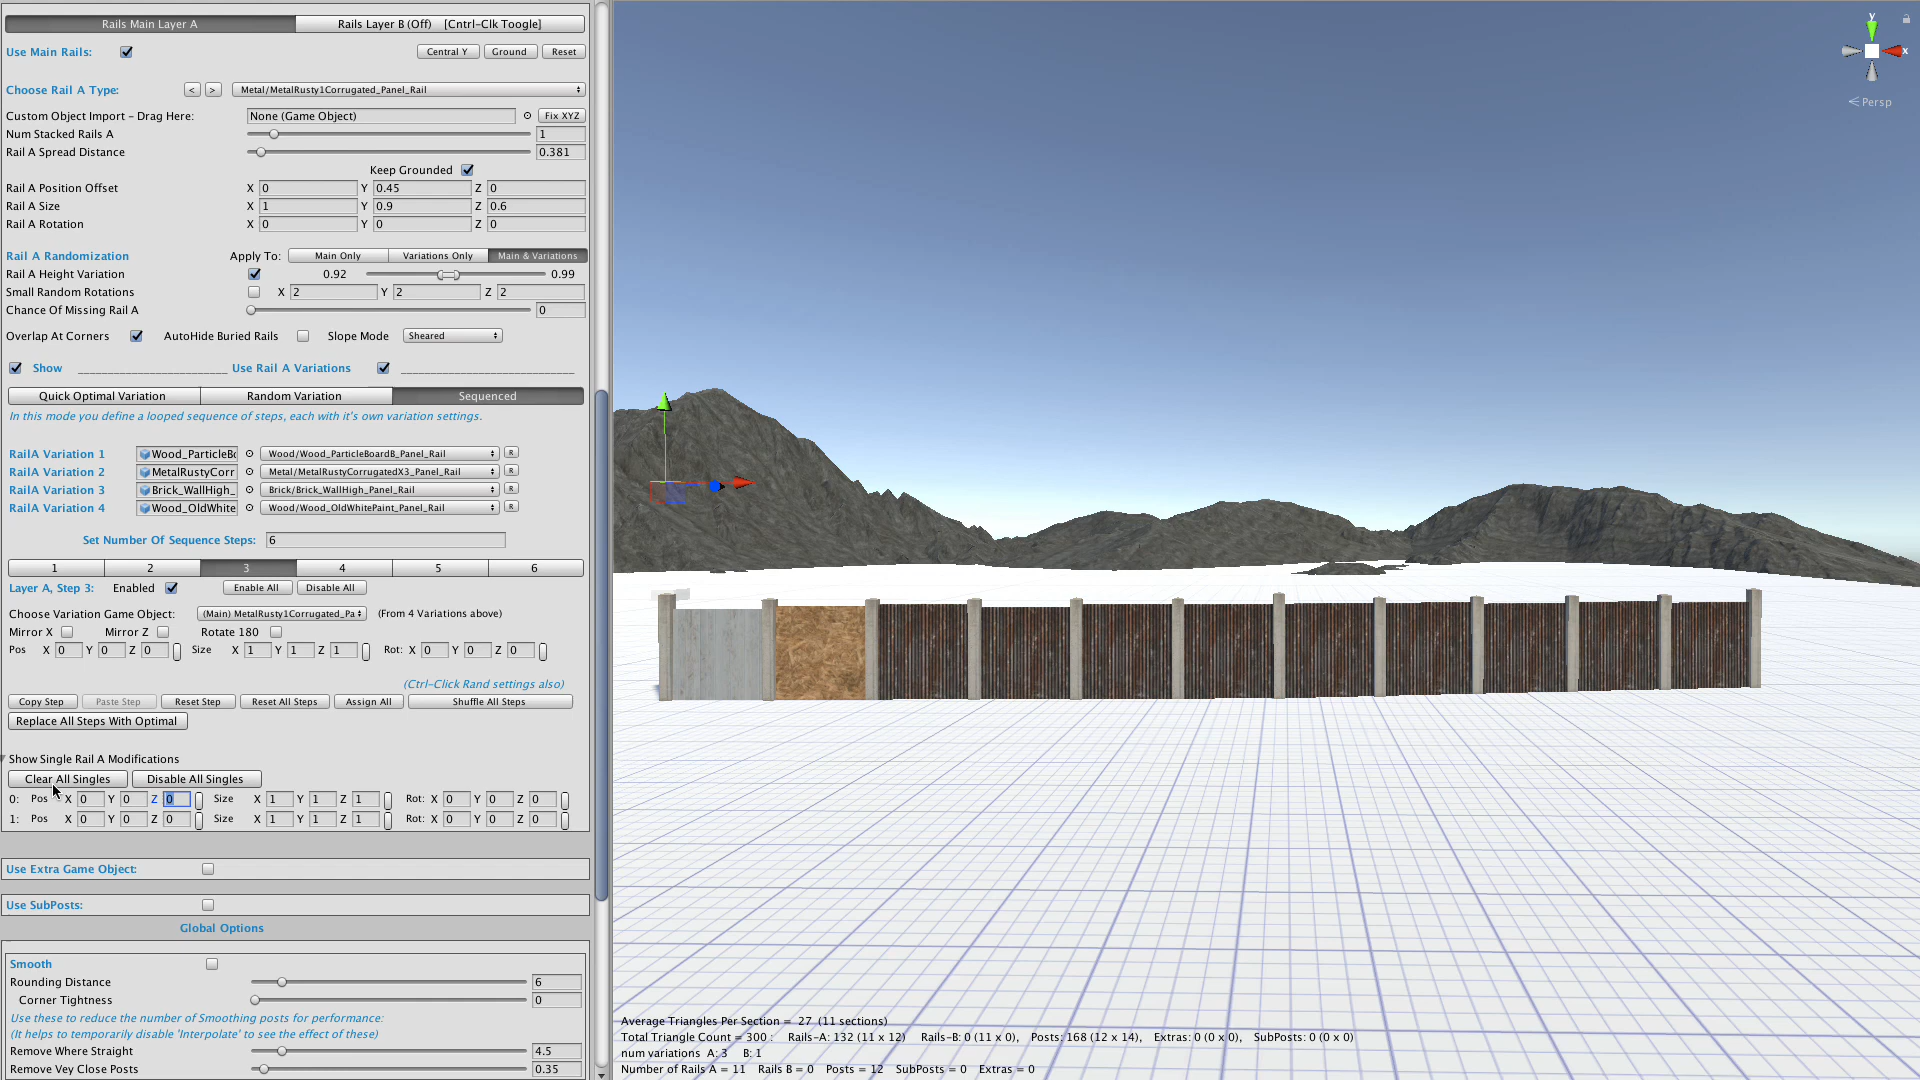 Rails Main Layer A
Rails Layer B (Off) [Cntrl-Clk Toogle]
Use Main Rails: Central Y Ground Reset
Choose Rail A Type: < > Metal/MetalRusty1Corrugated_Panel_Rail
Custom Object Import - Drag Here: None (Game Object) Fix XYZ
Num Stacked Rails A 1
Rail A Spread Distance 0.381
Keep Grounded
Rail A Position Offset X 0 Y 0.45 Z 0
Rail A Size X 1 Y 0.9 Z 0.6
Rail A Rotation X 0 Y 0 Z 0
Rail A Randomization Apply To: Main Only Variations Only Main & Variations
Rail A Height Variation 0.92 0.99
Small Random Rotations X 2 Y 2 Z 2
Chance Of Missing Rail A 0
Overlap At Corners AutoHide Buried Rails Slope Mode Sheared
Show Use Rail A Variations
Quick Optimal Variation Random Variation Sequenced
In this mode you define a looped sequence of steps, each with it's own variation settings.
RailA Variation 1 Wood_ParticleBo Wood/Wood_ParticleBoardB_Panel_Rail R
RailA Variation 2 MetalRustyCorr Metal/MetalRustyCorrugatedX3_Panel_Rail R
RailA Variation 3 Brick_WallHigh_ Brick/Brick_WallHigh_Panel_Rail R
RailA Variation 4 Wood_OldWhite Wood/Wood_OldWhitePaint_Panel_Rail R
Set Number Of Sequence Steps: 6
1 2 3 4 5 6
Layer A, Step 3: Enabled Enable All Disable All
Choose Variation Game Object: (Main) MetalRusty1Corrugated_Pa (From 4 Variations above)
Mirror X Mirror Z Rotate 180
Pos X 0 Y 0 Z 0 Size X 1 Y 1 Z 1 Rot: X 0 Y 0 Z 0
(Ctrl-Click Rand settings also)
Copy Step Paste Step Reset Step Reset All Steps Assign All Shuffle All Steps
Replace All Steps With Optimal
Show Single Rail A Modifications
Clear All Singles Disable All Singles
0: Pos X 0 Y 0 Z 0 Size X 1 Y 1 Z 1 Rot: X 0 Y 0 Z 0
1: Pos X 0 Y 0 Z 0 Size X 1 Y 1 Z 1 Rot: X 0 Y 0 Z 0
Use Extra Game Object:
Use SubPosts:
Global Options
Smooth
Rounding Distance 6
Corner Tightness 0
Use these to reduce the number of Smoothing posts for performance:
(It helps to temporarily disable 'Interpolate' to see the effect of these)
Remove Where Straight 4.5
Remove Vey Close Posts 0.35
y
x
< Persp
Average Triangles Per Section = 27 (11 sections)
Total Triangle Count = 300 : Rails-A: 132 (11 x 12) Rails-B: 0 (11 x 0), Posts: 168 (12 x 14), Extras: 0 (0 x 0), SubPosts: 0 (0 x 0)
num variations A: 3 B: 1
Number of Rails A = 11 Rails B = 0 Posts = 12 SubPosts = 0 Extras = 0